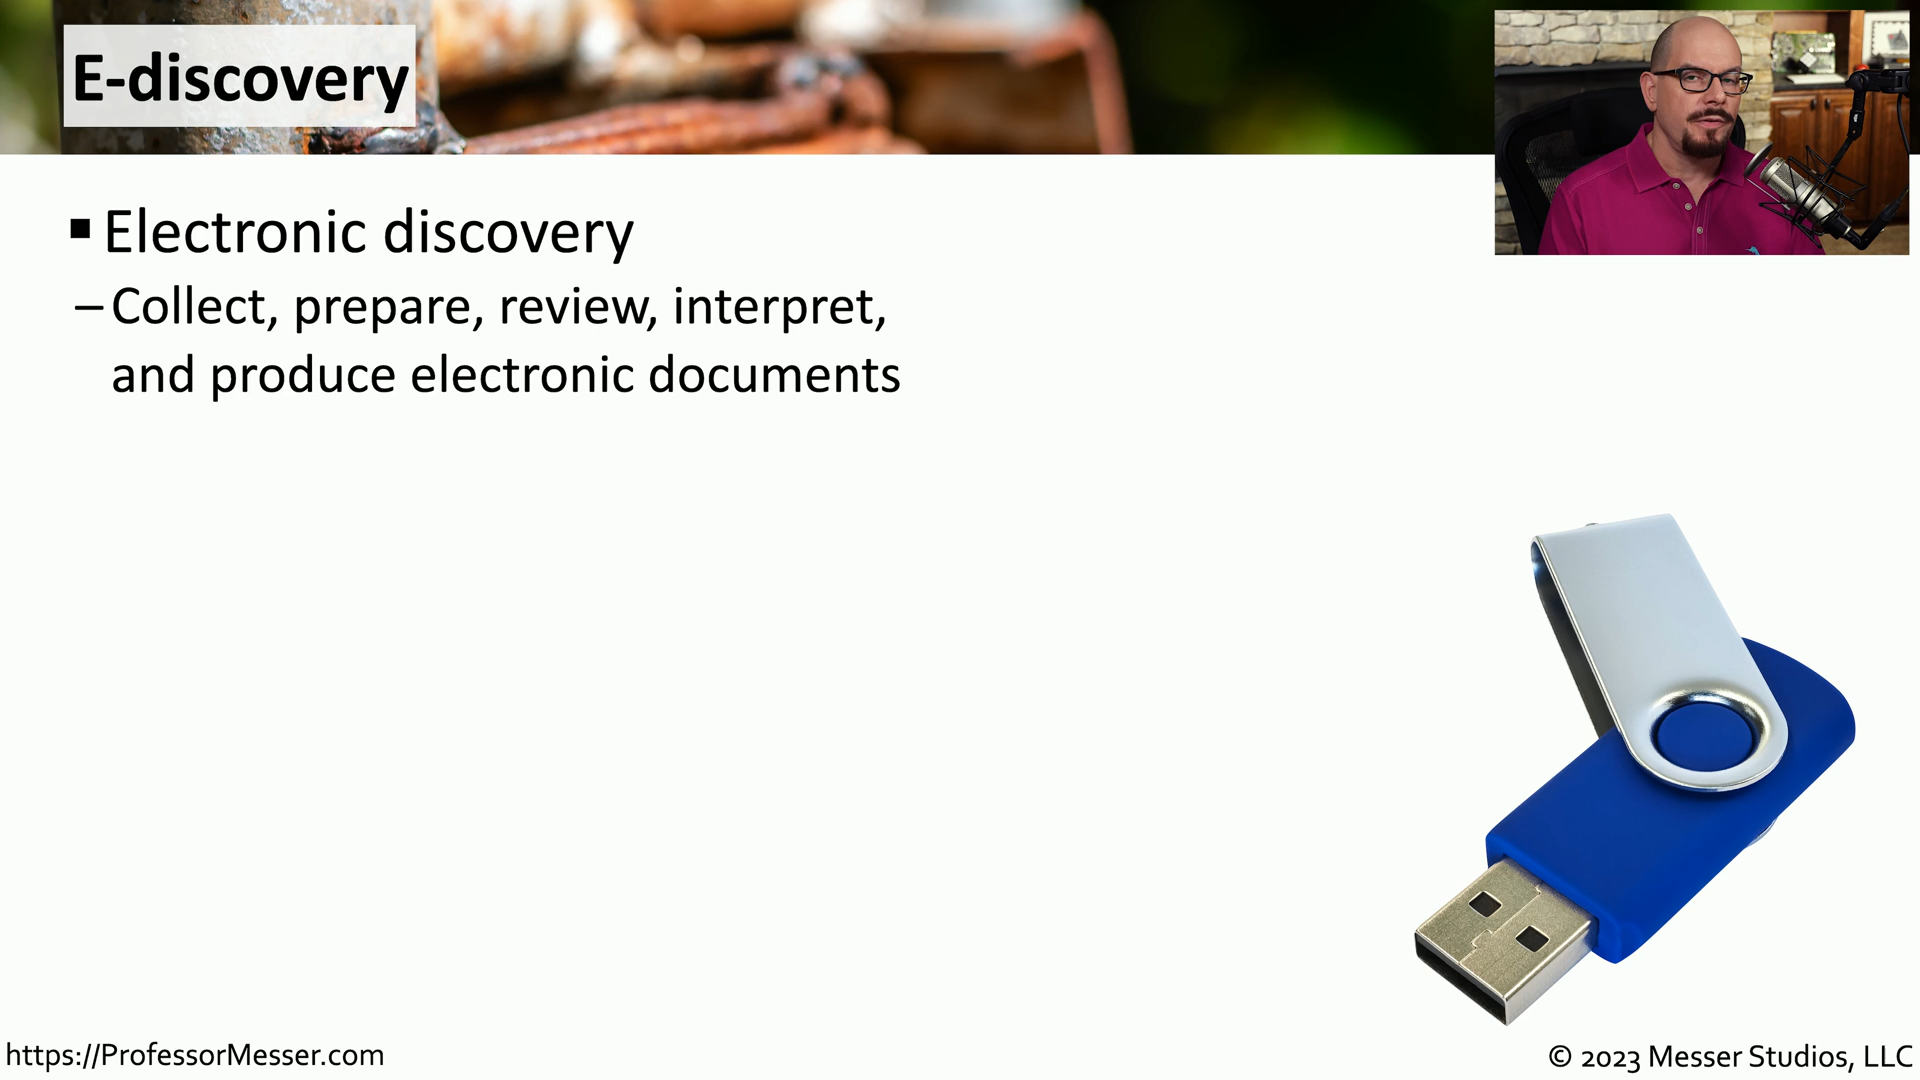 E-discovery
▪ Electronic discovery
– Collect, prepare, review, interpret,
and produce electronic documents
https://ProfessorMesser.com
© 2023 Messer Studios, LLC